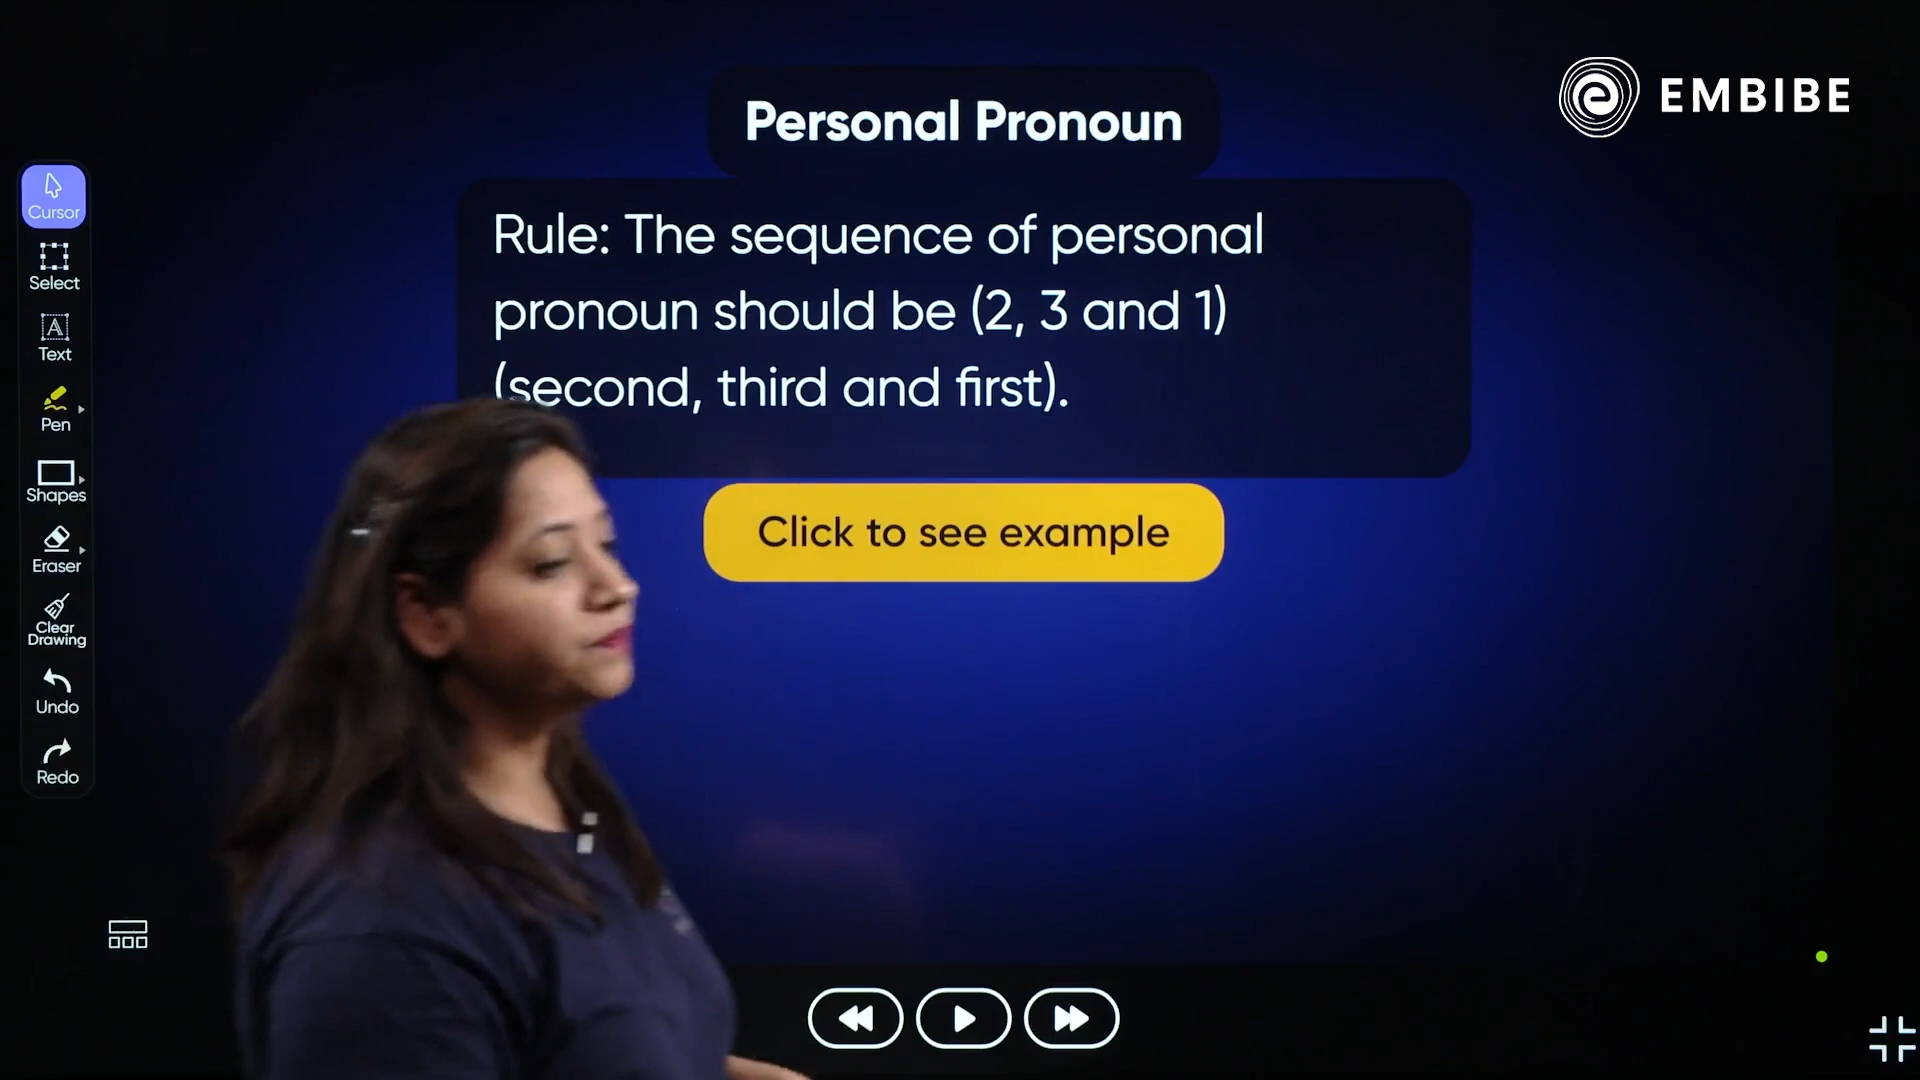 EMBIBE
Personal Pronoun
Rule: The sequence of personal
pronoun should be (2, 3 and 1)
(second, third and first).
Click to see example
Cursor
Select
Text
Pen
Shapes
Eraser
Clear
Drawing
Undo
Redo